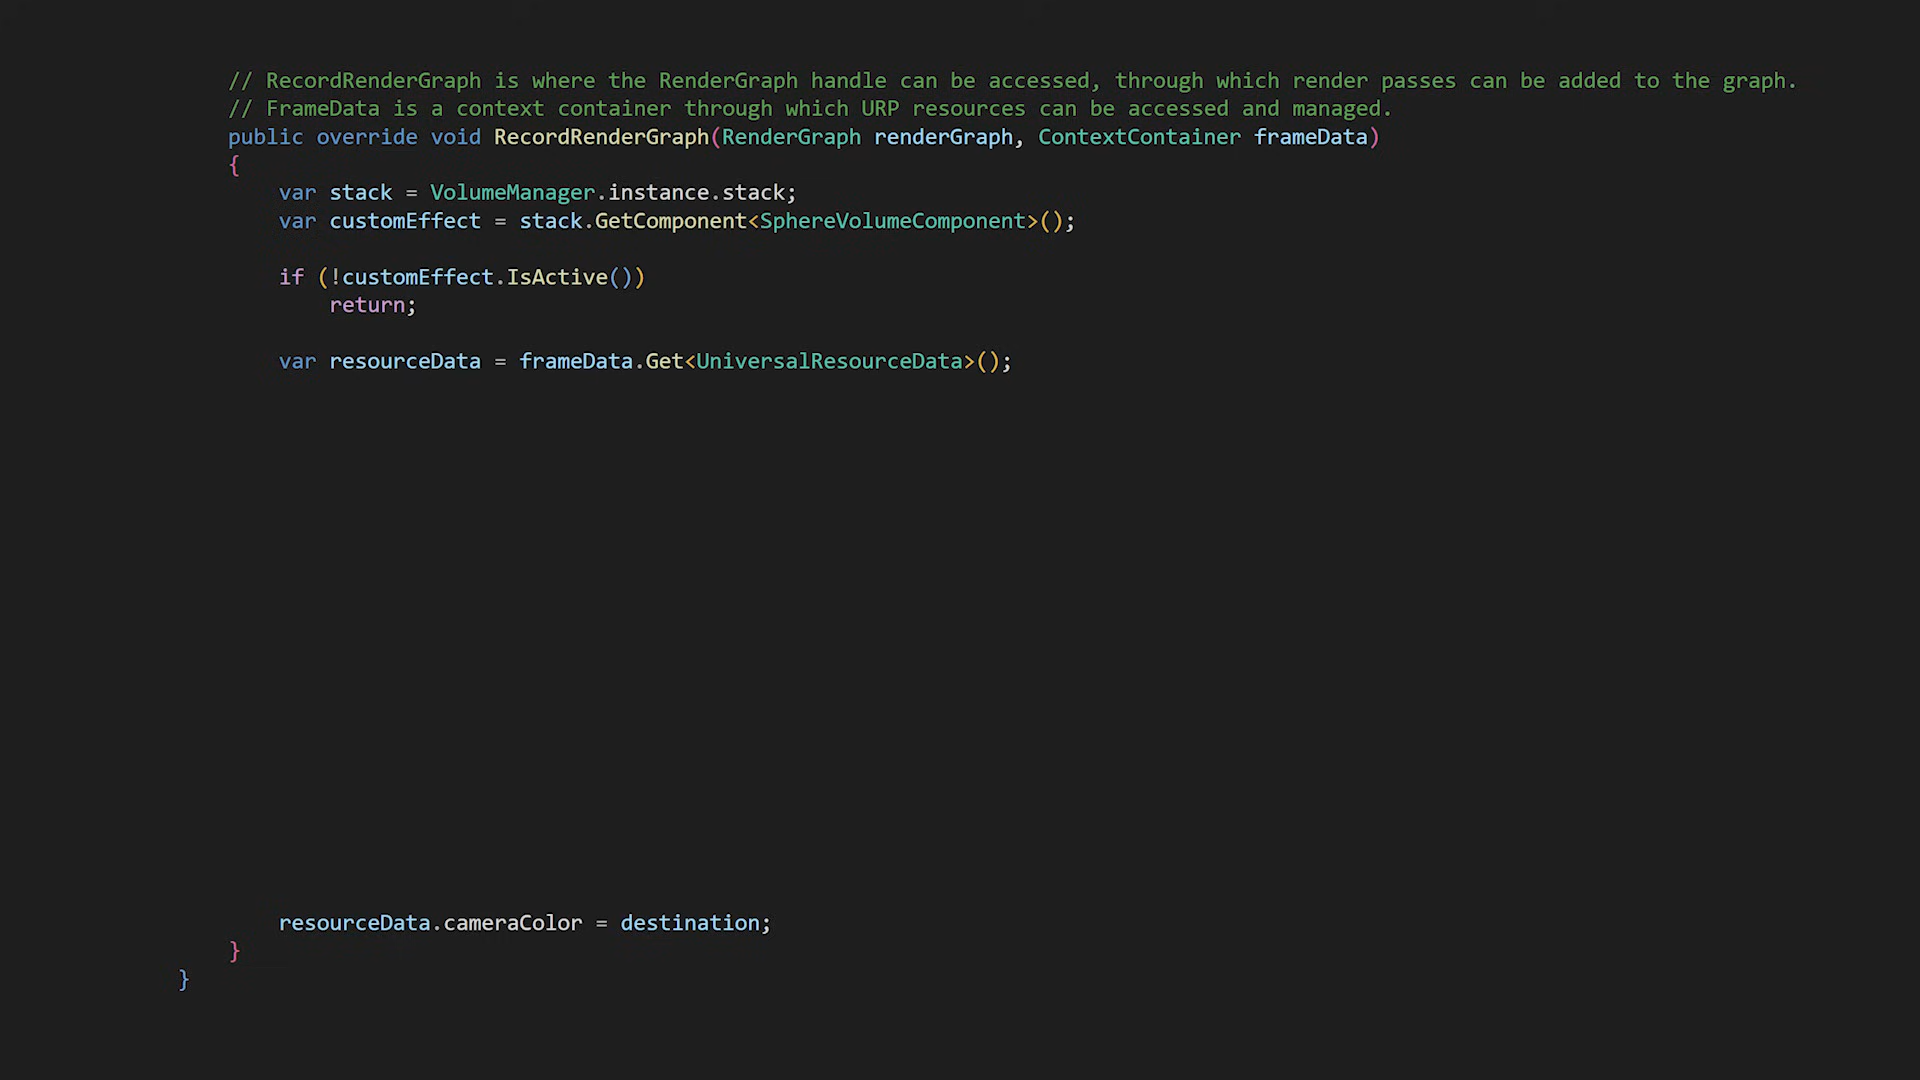 // RecordRenderGraph is where the RenderGraph handle can be accessed, through which render passes can be added to the graph.
// FrameData is a context container through which URP resources can be accessed and managed.
public override void RecordRenderGraph(RenderGraph renderGraph, ContextContainer frameData)
{
var stack = VolumeManager.instance.stack;
var customEffect = stack.GetComponent<SphereVolumeComponent>();
if (!customEffect.IsActive())
return;
var resourceData = frameData.Get<UniversalResourceData>();
resourceData.cameraColor = destination;
}
}